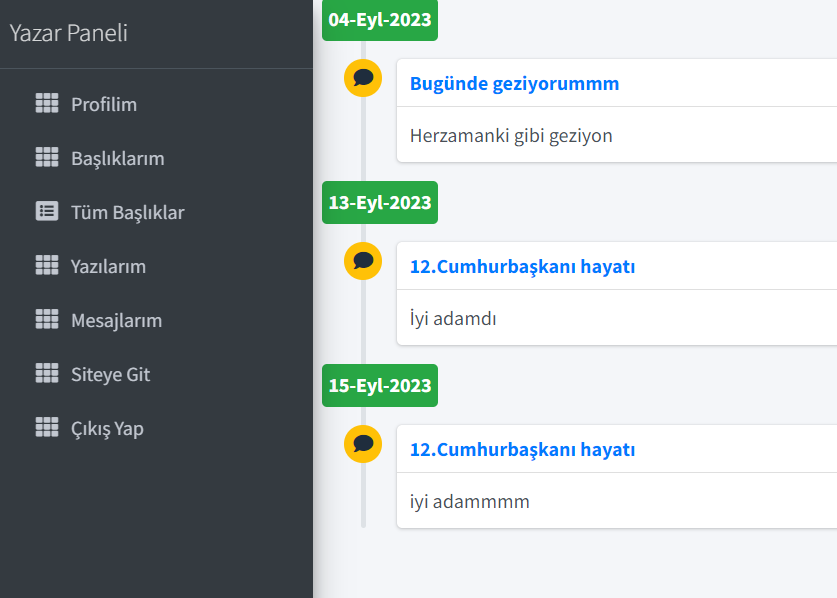 Yazar Paneli
Profilim
Başlıklarım
Tüm Başlıklar
Yazılarım
Mesajlarım
Siteye Git
Çıkış Yap
04-Eyl-2023
Bugünde geziyorummm
Herzamanki gibi geziyon
13-Eyl-2023
12.Cumhurbaşkanı hayatı
İyi adamdı
15-Eyl-2023
12.Cumhurbaşkanı hayatı
iyi adammmm